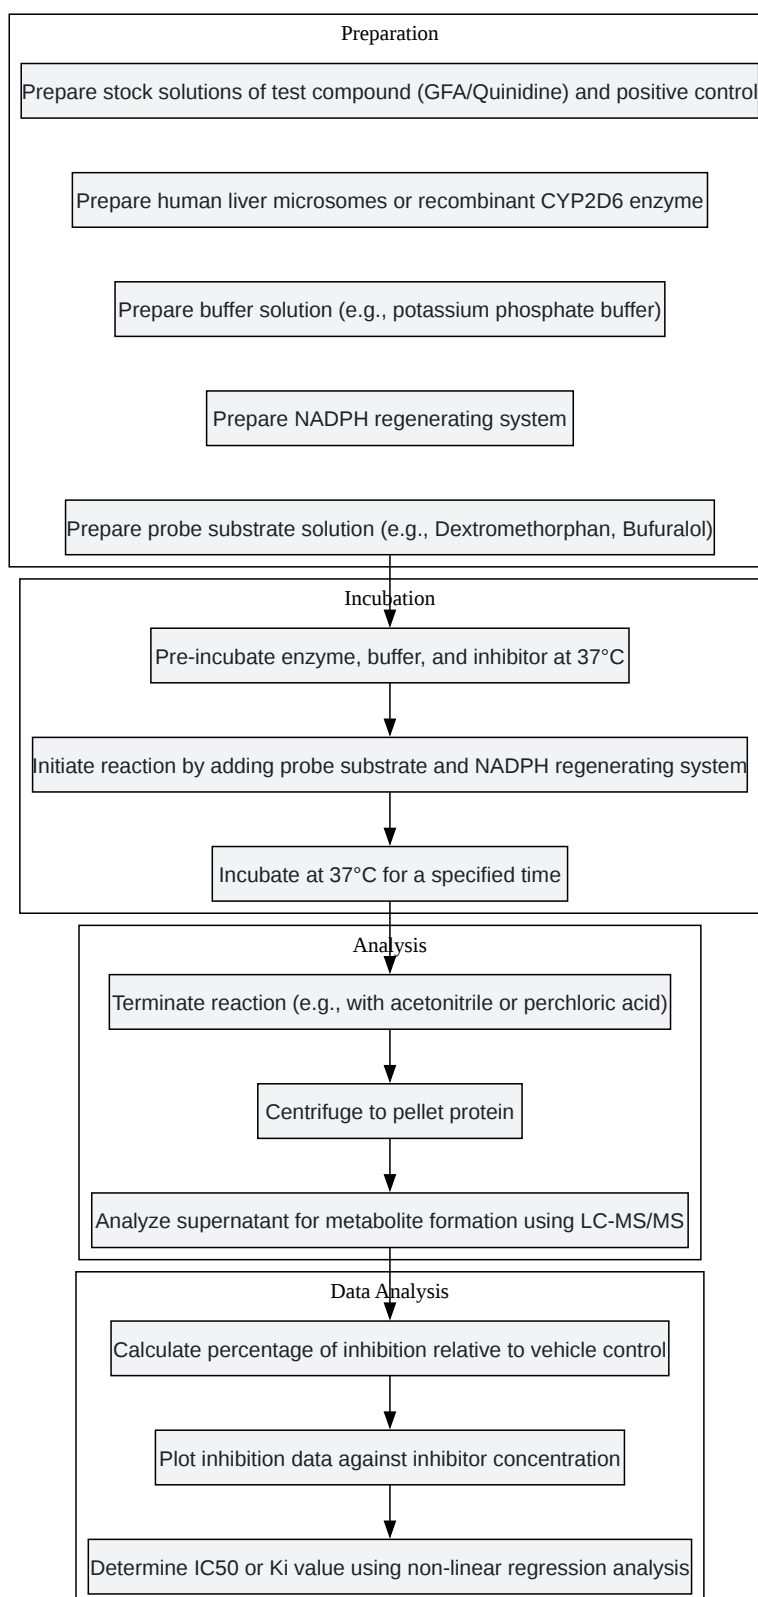 Preparation
Prepare stock solutions of test compound (GFA/Quinidine) and positive control
Prepare human liver microsomes or recombinant CYP2D6 enzyme
Prepare buffer solution (e.g., potassium phosphate buffer)
Prepare NADPH regenerating system
Prepare probe substrate solution (e.g., Dextromethorphan, Bufuralol)
Incubation
Pre-incubate enzyme, buffer, and inhibitor at 37°C
Initiate reaction by adding probe substrate and NADPH regenerating system
Incubate at 37°C for a specified time
Analysis
Terminate reaction (e.g., with acetonitrile or perchloric acid)
Centrifuge to pellet protein
Analyze supernatant for metabolite formation using LC-MS/MS
Data Analysis
Calculate percentage of inhibition relative to vehicle control
Plot inhibition data against inhibitor concentration
Determine IC50 or Ki value using non-linear regression analysis